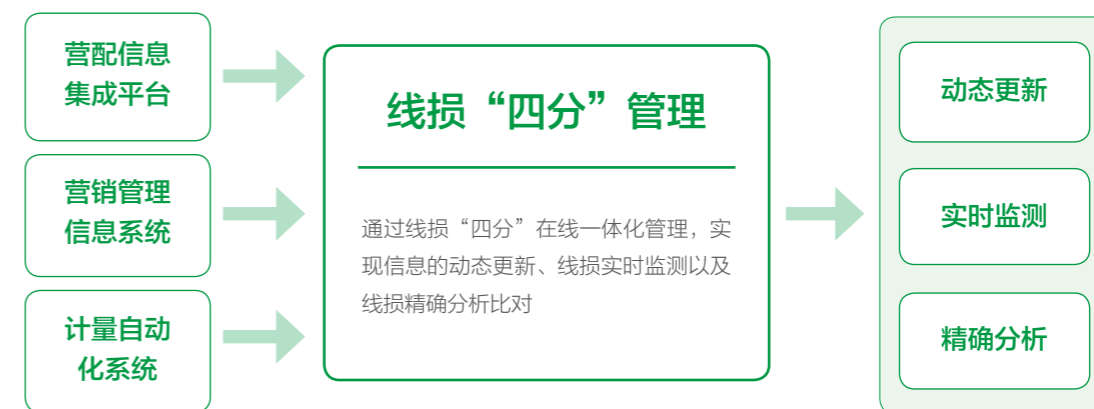 营配信息
集成平台
营销管理
信息系统
计量自动
化系统
线损“四分”管理
通过线损“四分”在线一体化管理，实
现信息的动态更新、线损实时监测以及
线损精确分析比对
动态更新
实时监测
精确分析